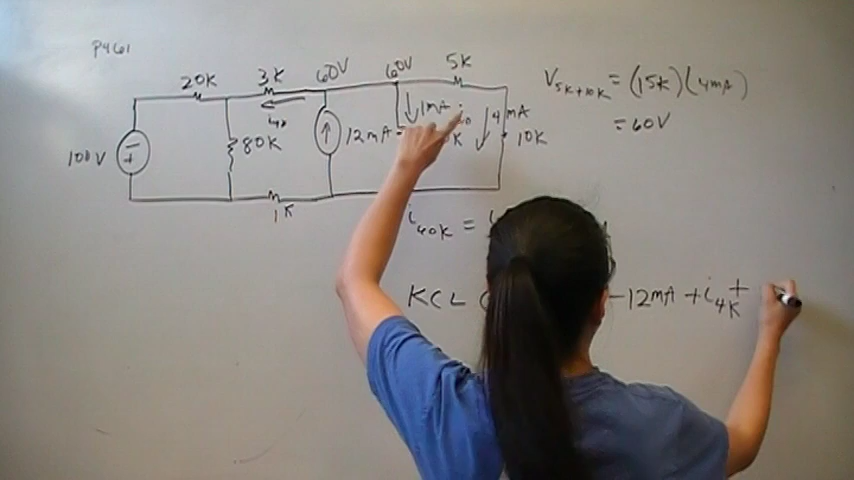 P4.61
20K 3K 60V 60V 5K
V5K+10K = (15K)(4mA)
= 60V
100V - + 80K 12mA 1mA 4mA 10K
1K
i40K =
KCL -12mA + i4K +